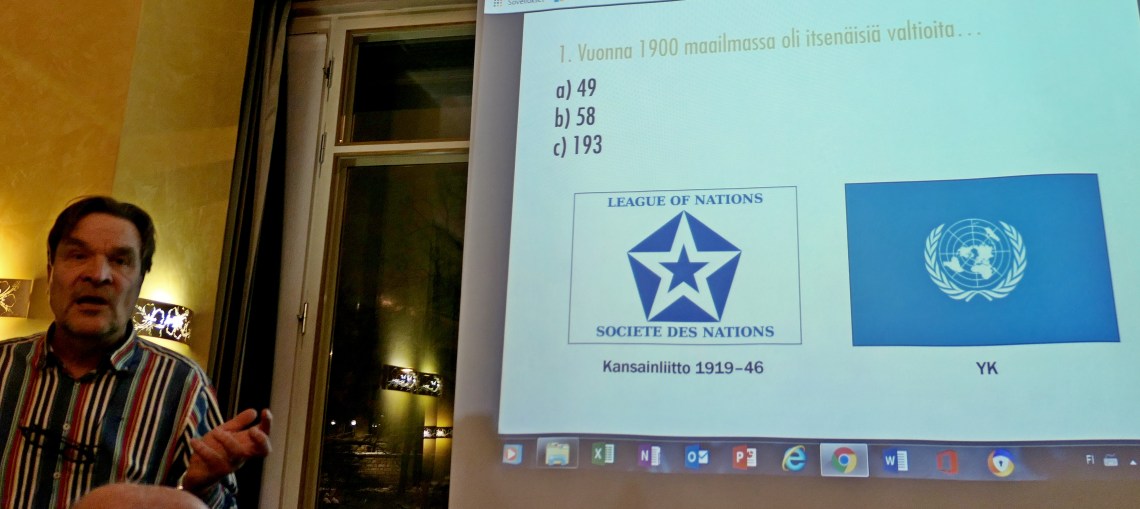 1. Vuonna 1900 maailmassa oli itsenäisiä valtioita...
a) 49
b) 58
c) 193
LEAGUE OF NATIONS
SOCIETE DES NATIONS
Kansainliitto 1919–46
YK
FI